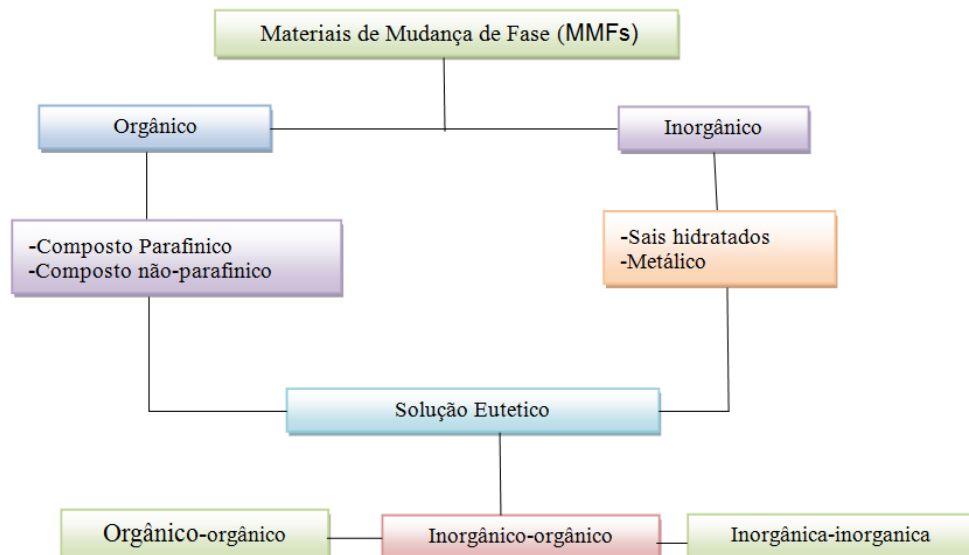 Materiais de Mudança de Fase (MMFs)
Orgânico
Inorgânico
-Composto Parafinico
-Composto não-parafinico
-Sais hidratados
-Metálico
Solução Eutetico
Orgânico-orgânico
Inorgânico-orgânico
Inorgânica-inorganica